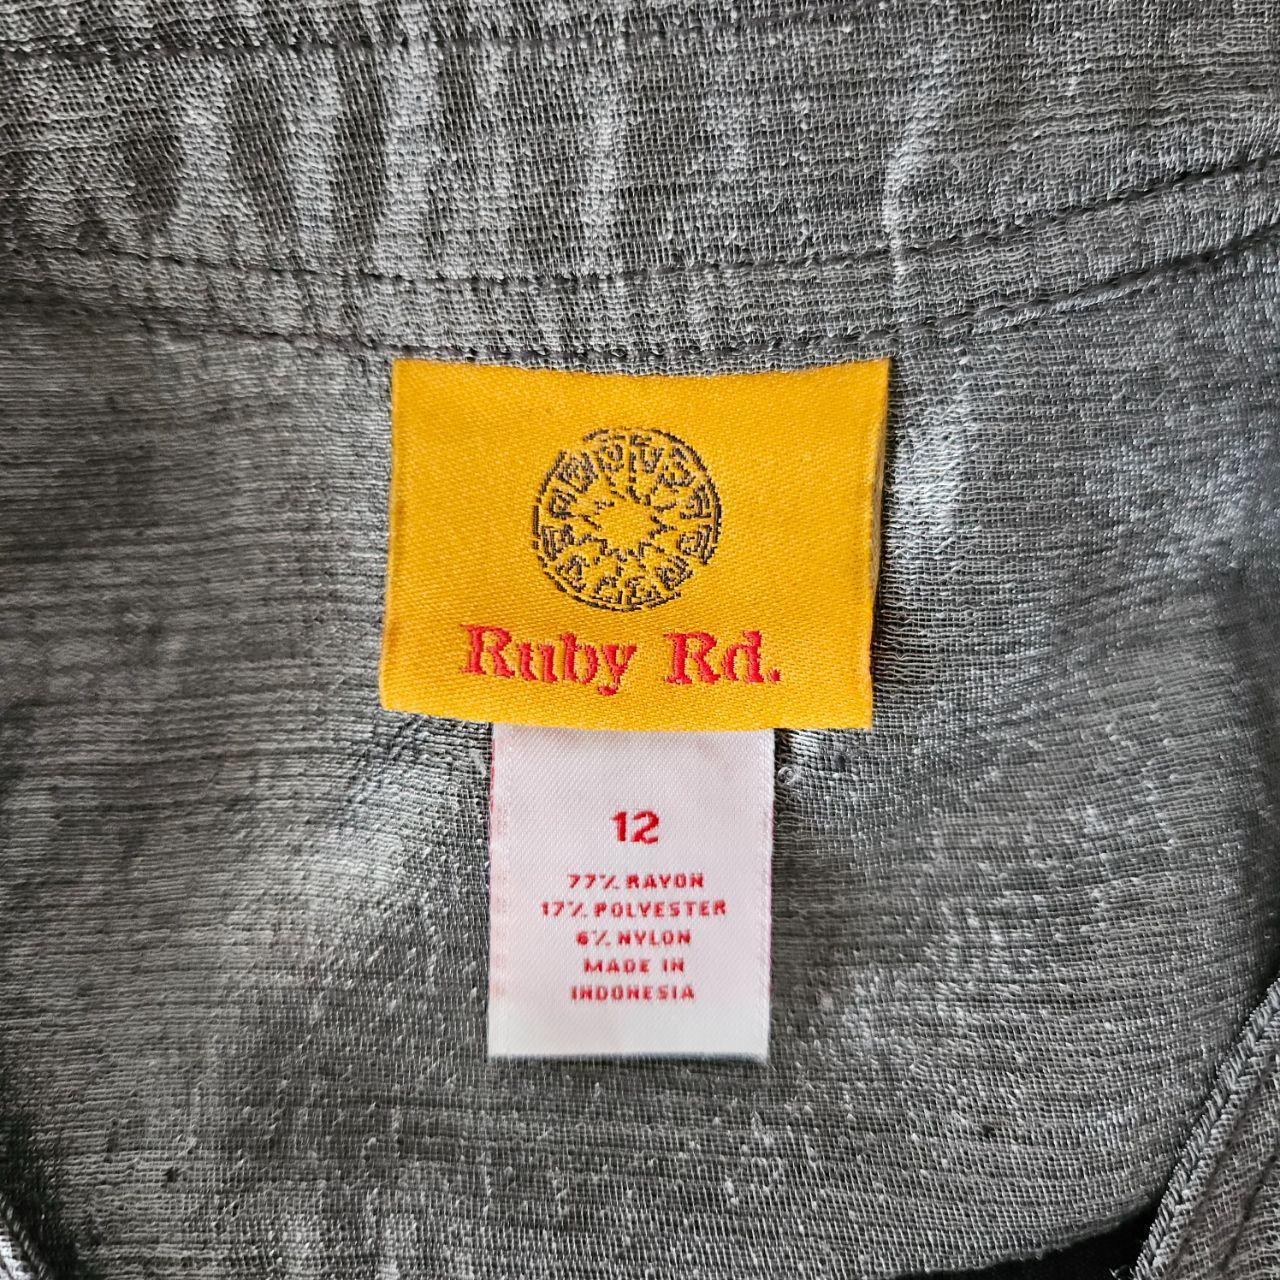 Ruby Rd.
12
77% RAYON
17% POLYESTER
6% NYLON
MADE IN
INDONESIA